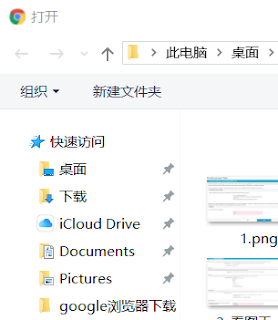 打开
此电脑 桌面
组织 新建文件夹
快速访问
桌面
下载
iCloud Drive
Documents
Pictures
google浏览器下载
1.png